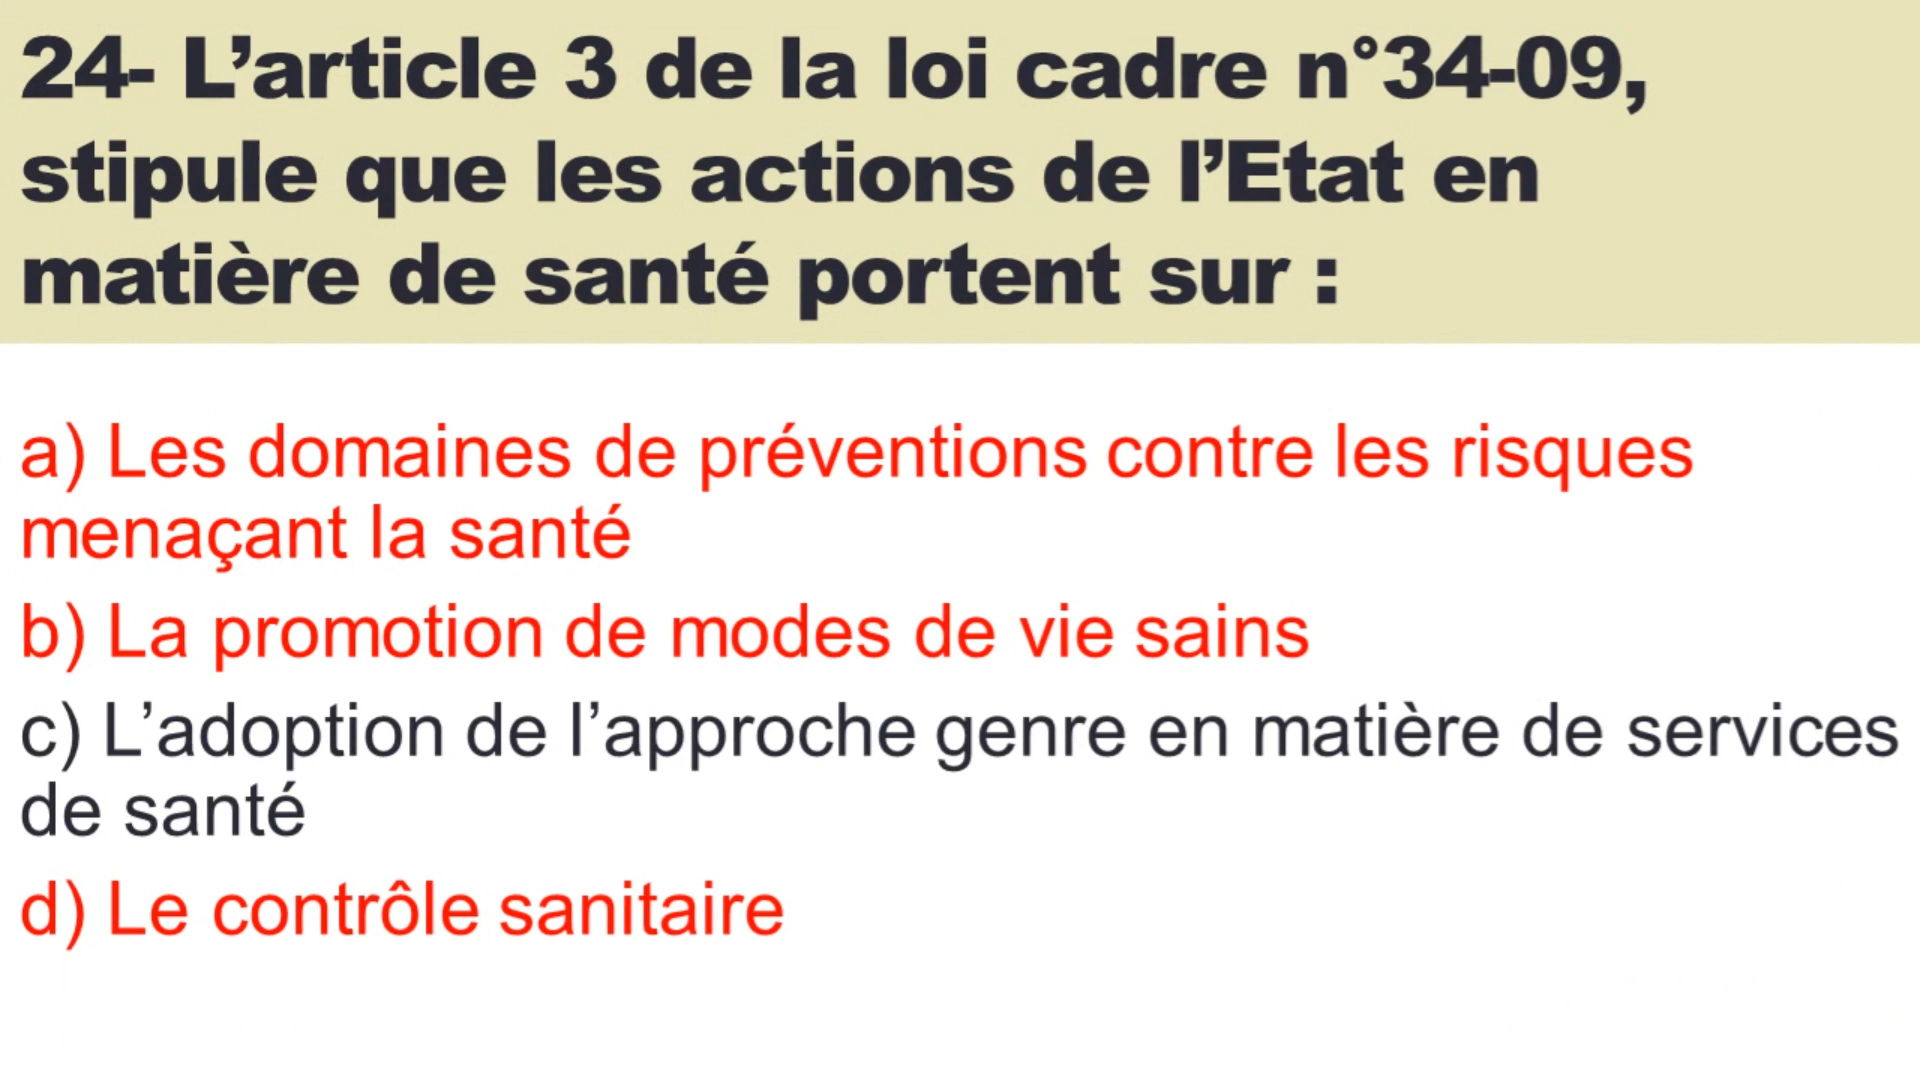 24- L’article 3 de la loi cadre n°34-09,
stipule que les actions de l’Etat en
matière de santé portent sur :
a) Les domaines de préventions contre les risques
menaçant la santé
b) La promotion de modes de vie sains
c) L’adoption de l’approche genre en matière de services
de santé
d) Le contrôle sanitaire